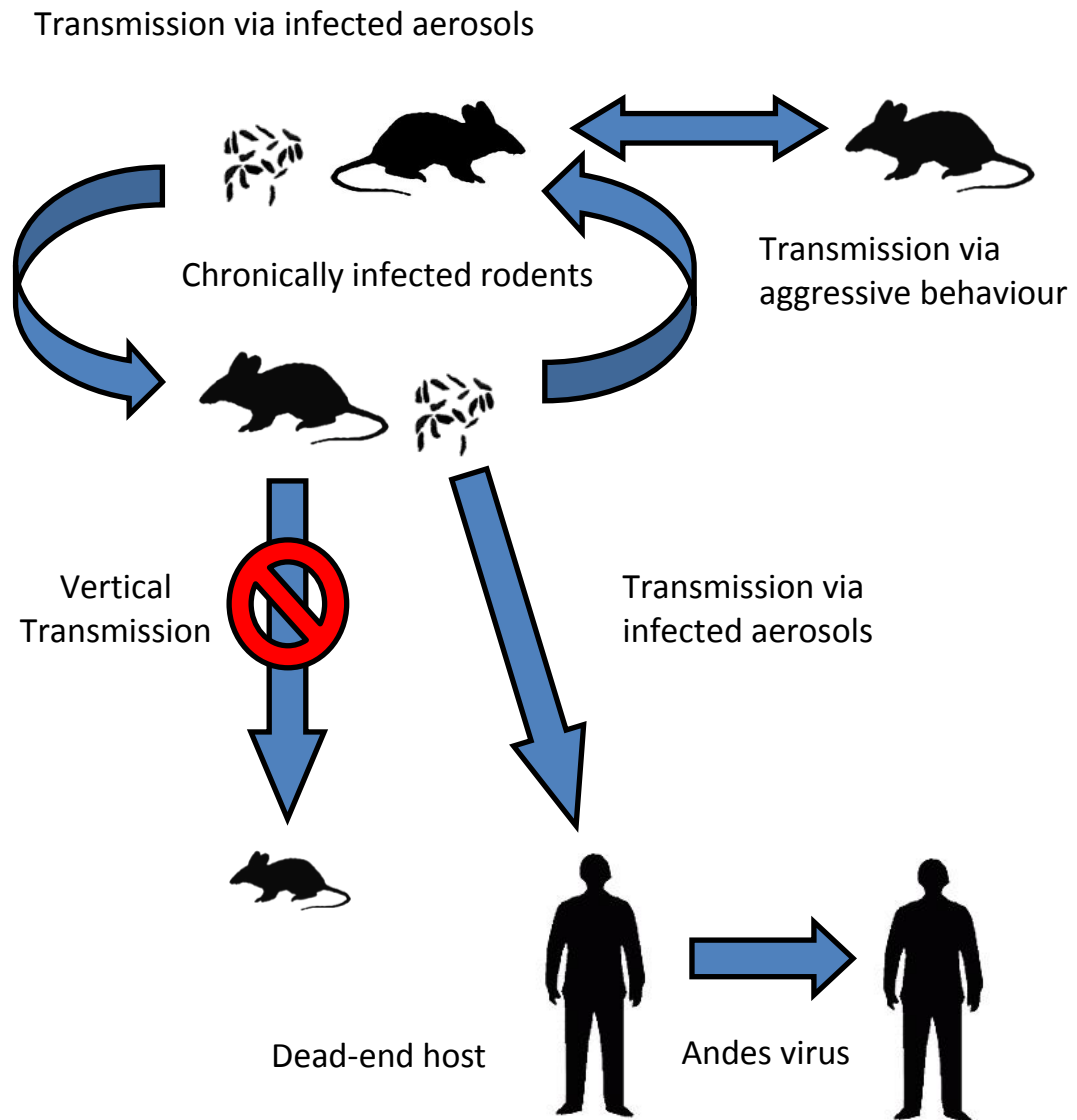 Transmission via infected aerosols
Chronically infected rodents
Transmission via
aggressive behaviour
Vertical
Transmission
Transmission via
infected aerosols
Dead-end host
Andes virus